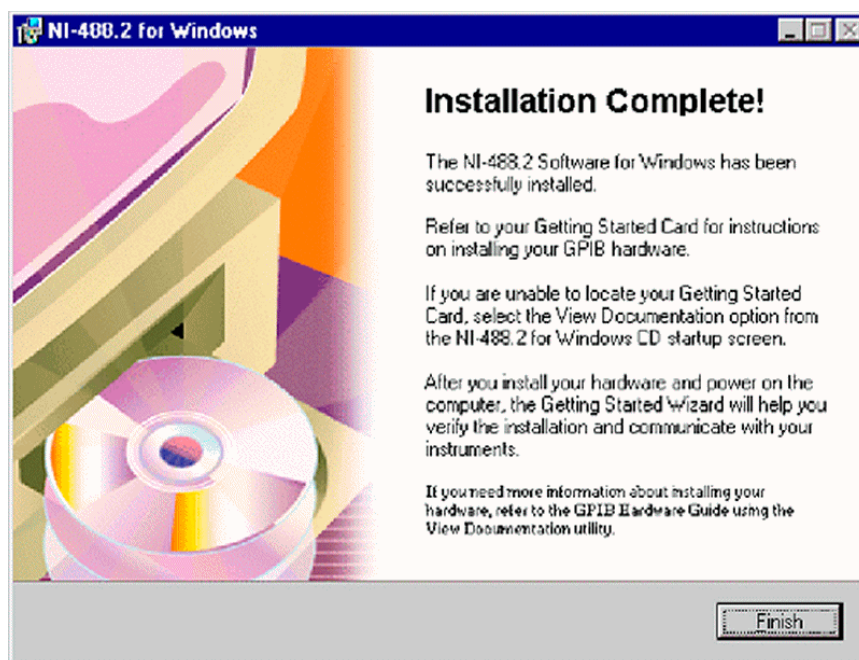 NI-488.2 for Windows
Installation Complete!
The NI-488.2 Software for Windows has been
successfully installed.
Refer to your Getting Started Card for instructions
on installing your GPIB hardware.
If you are unable to locate your Getting Started
Card, select the View Documentation option from
the NI-488.2 for Windows CD startup screen.
After you install your hardware and power on the
computer, the Getting Started Wizard will help you
verify the installation and communicate with your
instruments.
If you need more information about installing your
hardware, refer to the GPIB Hardware Guide using the
View Documentation utility.
Finish